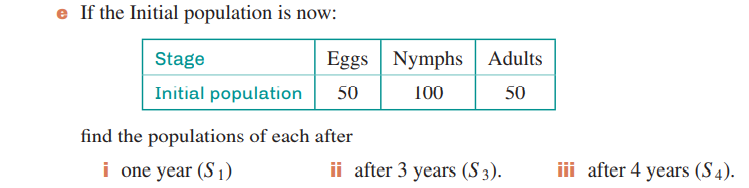 e If the Initial population is now:
Stage Eggs Nymphs Adults
Initial population 50 100 50
find the populations of each after
i one year (S₁) ii after 3 years (S₃). iii after 4 years (S₄).